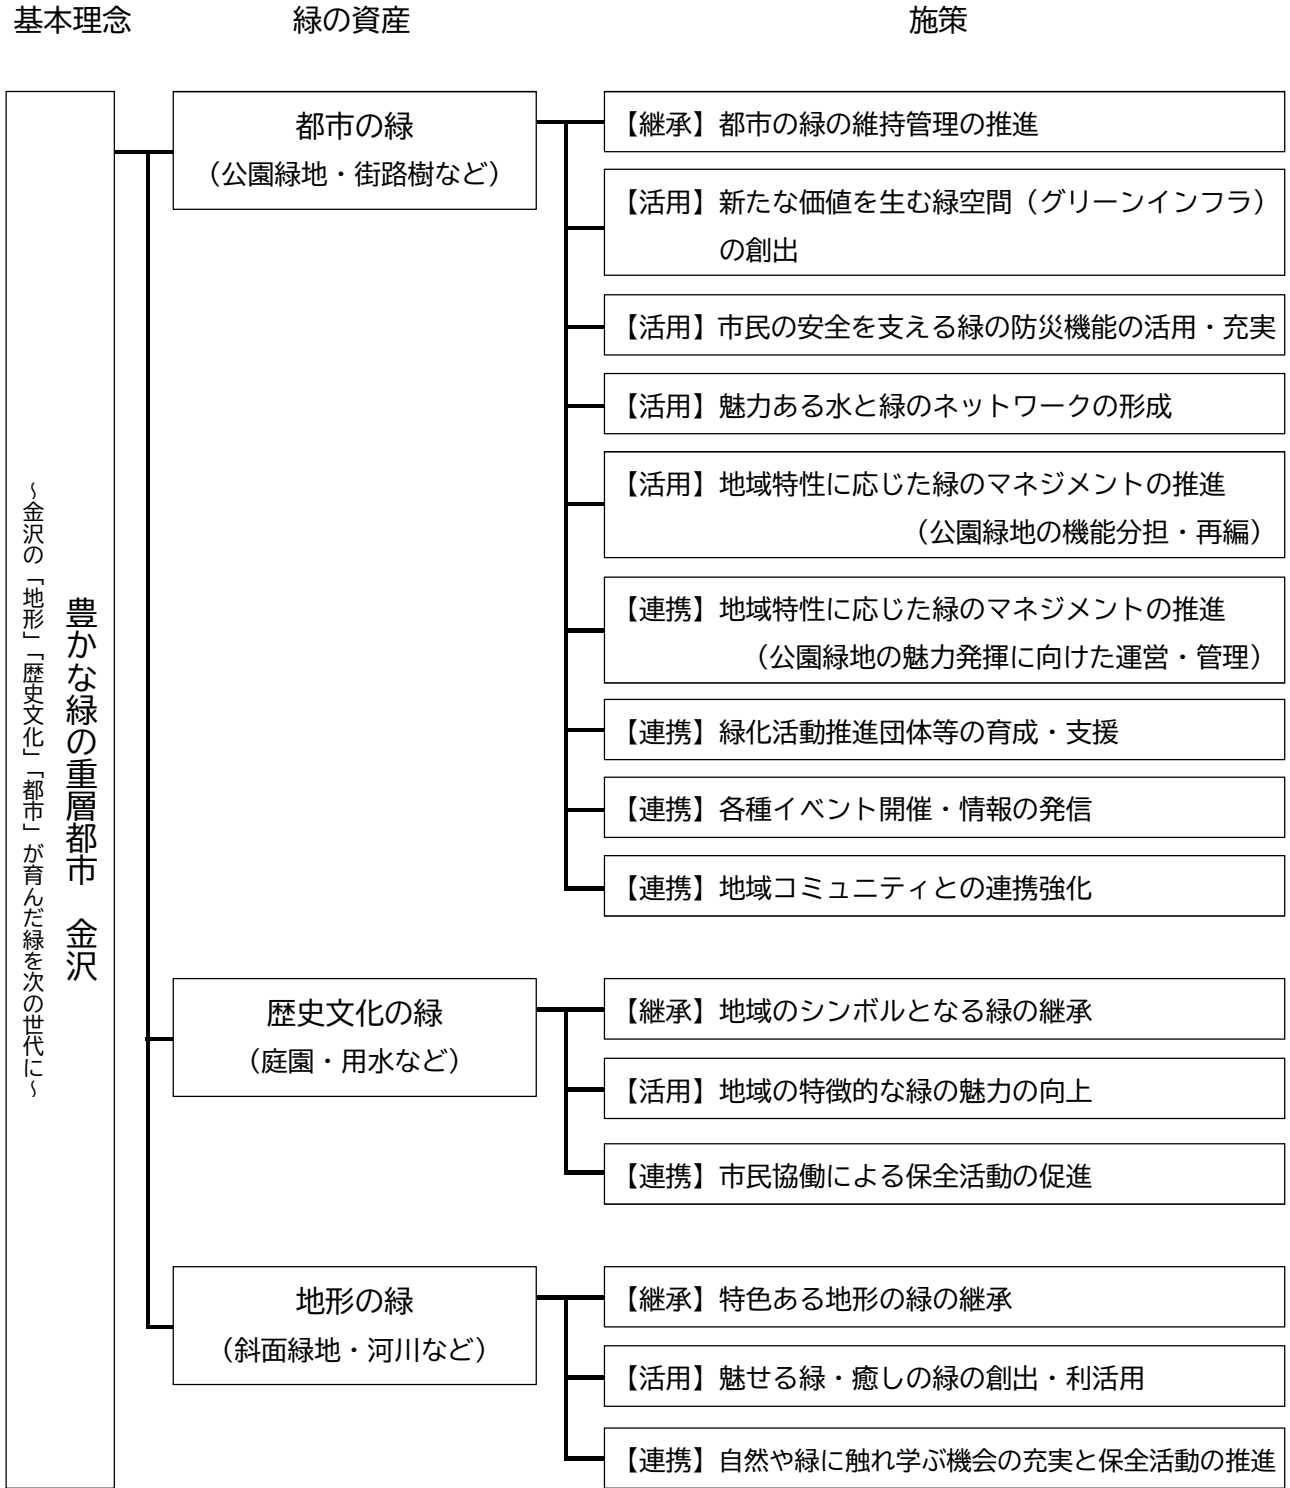 基本理念
緑の資産
施策
豊かな緑の重層都市　金沢
～金沢の「地形」「歴史文化」「都市」が育んだ緑を次の世代に～
都市の緑
（公園緑地・街路樹など）
【継承】都市の緑の維持管理の推進
【活用】新たな価値を生む緑空間（グリーンインフラ）
の創出
【活用】市民の安全を支える緑の防災機能の活用・充実
【活用】魅力ある水と緑のネットワークの形成
【活用】地域特性に応じた緑のマネジメントの推進
（公園緑地の機能分担・再編）
【連携】地域特性に応じた緑のマネジメントの推進
（公園緑地の魅力発揮に向けた運営・管理）
【連携】緑化活動推進団体等の育成・支援
【連携】各種イベント開催・情報の発信
【連携】地域コミュニティとの連携強化
歴史文化の緑
（庭園・用水など）
【継承】地域のシンボルとなる緑の継承
【活用】地域の特徴的な緑の魅力の向上
【連携】市民協働による保全活動の促進
地形の緑
（斜面緑地・河川など）
【継承】特色ある地形の緑の継承
【活用】魅せる緑・癒しの緑の創出・利活用
【連携】自然や緑に触れ学ぶ機会の充実と保全活動の推進